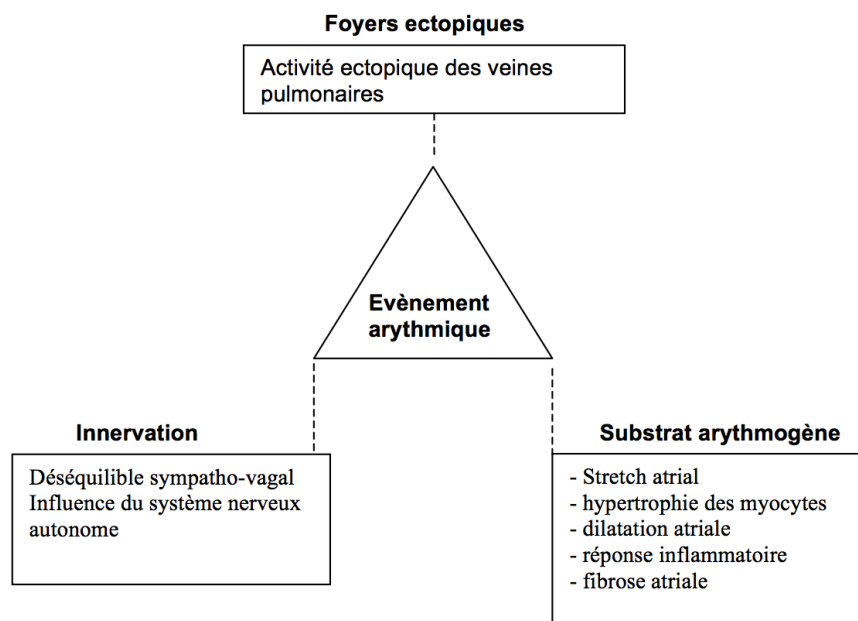 Foyers ectopiques
Activité ectopique des veines
pulmonaires
Evènement
arythmique
Innervation
Déséquilible sympatho-vagal
Influence du système nerveux
autonome
Substrat arythmogène
- Stretch atrial
- hypertrophie des myocytes
- dilatation atriale
- réponse inflammatoire
- fibrose atriale